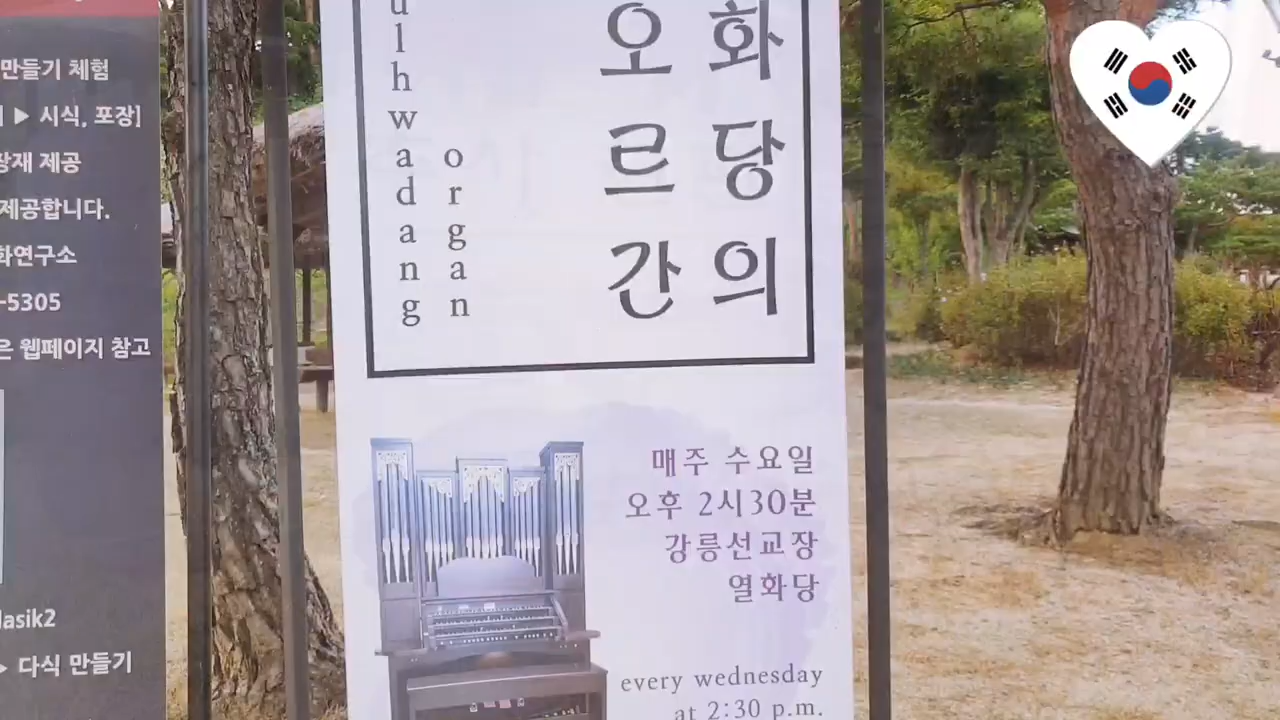 만들기 체험
▶ 시식, 포장]
제공
제공합니다.
화연구소
-5305
은 웹페이지 참고
lasik2
▶ 다식 만들기
ulhwadang
organ
화당의
오르간
매주 수요일
오후 2시30분
강릉선교장
열화당
every wednesday
at 2:30 p.m.